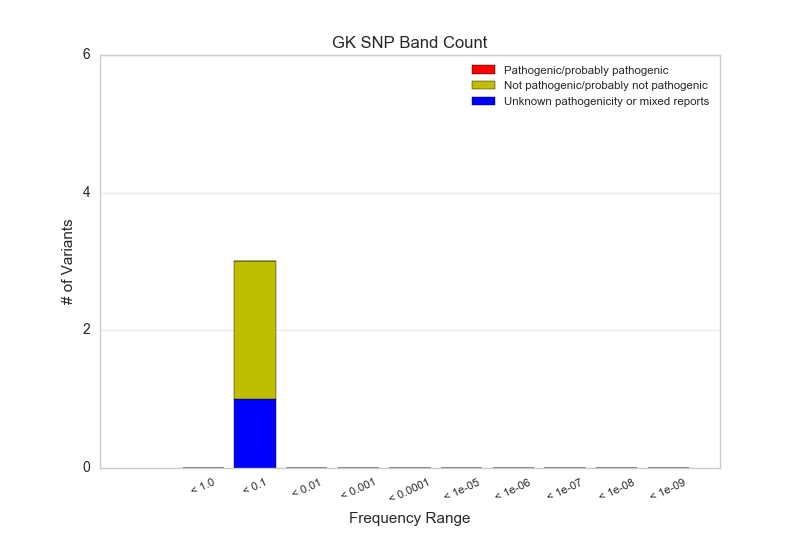 GK SNP Band Count
6
4
2
0
# of Variants
Pathogenic/probably pathogenic
Not pathogenic/probably not pathogenic
Unknown pathogenicity or mixed reports
< 1.0
< 0.1
< 0.01
< 0.001
< 0.0001
< 1e-05
< 1e-06
< 1e-07
< 1e-08
< 1e-09
Frequency Range